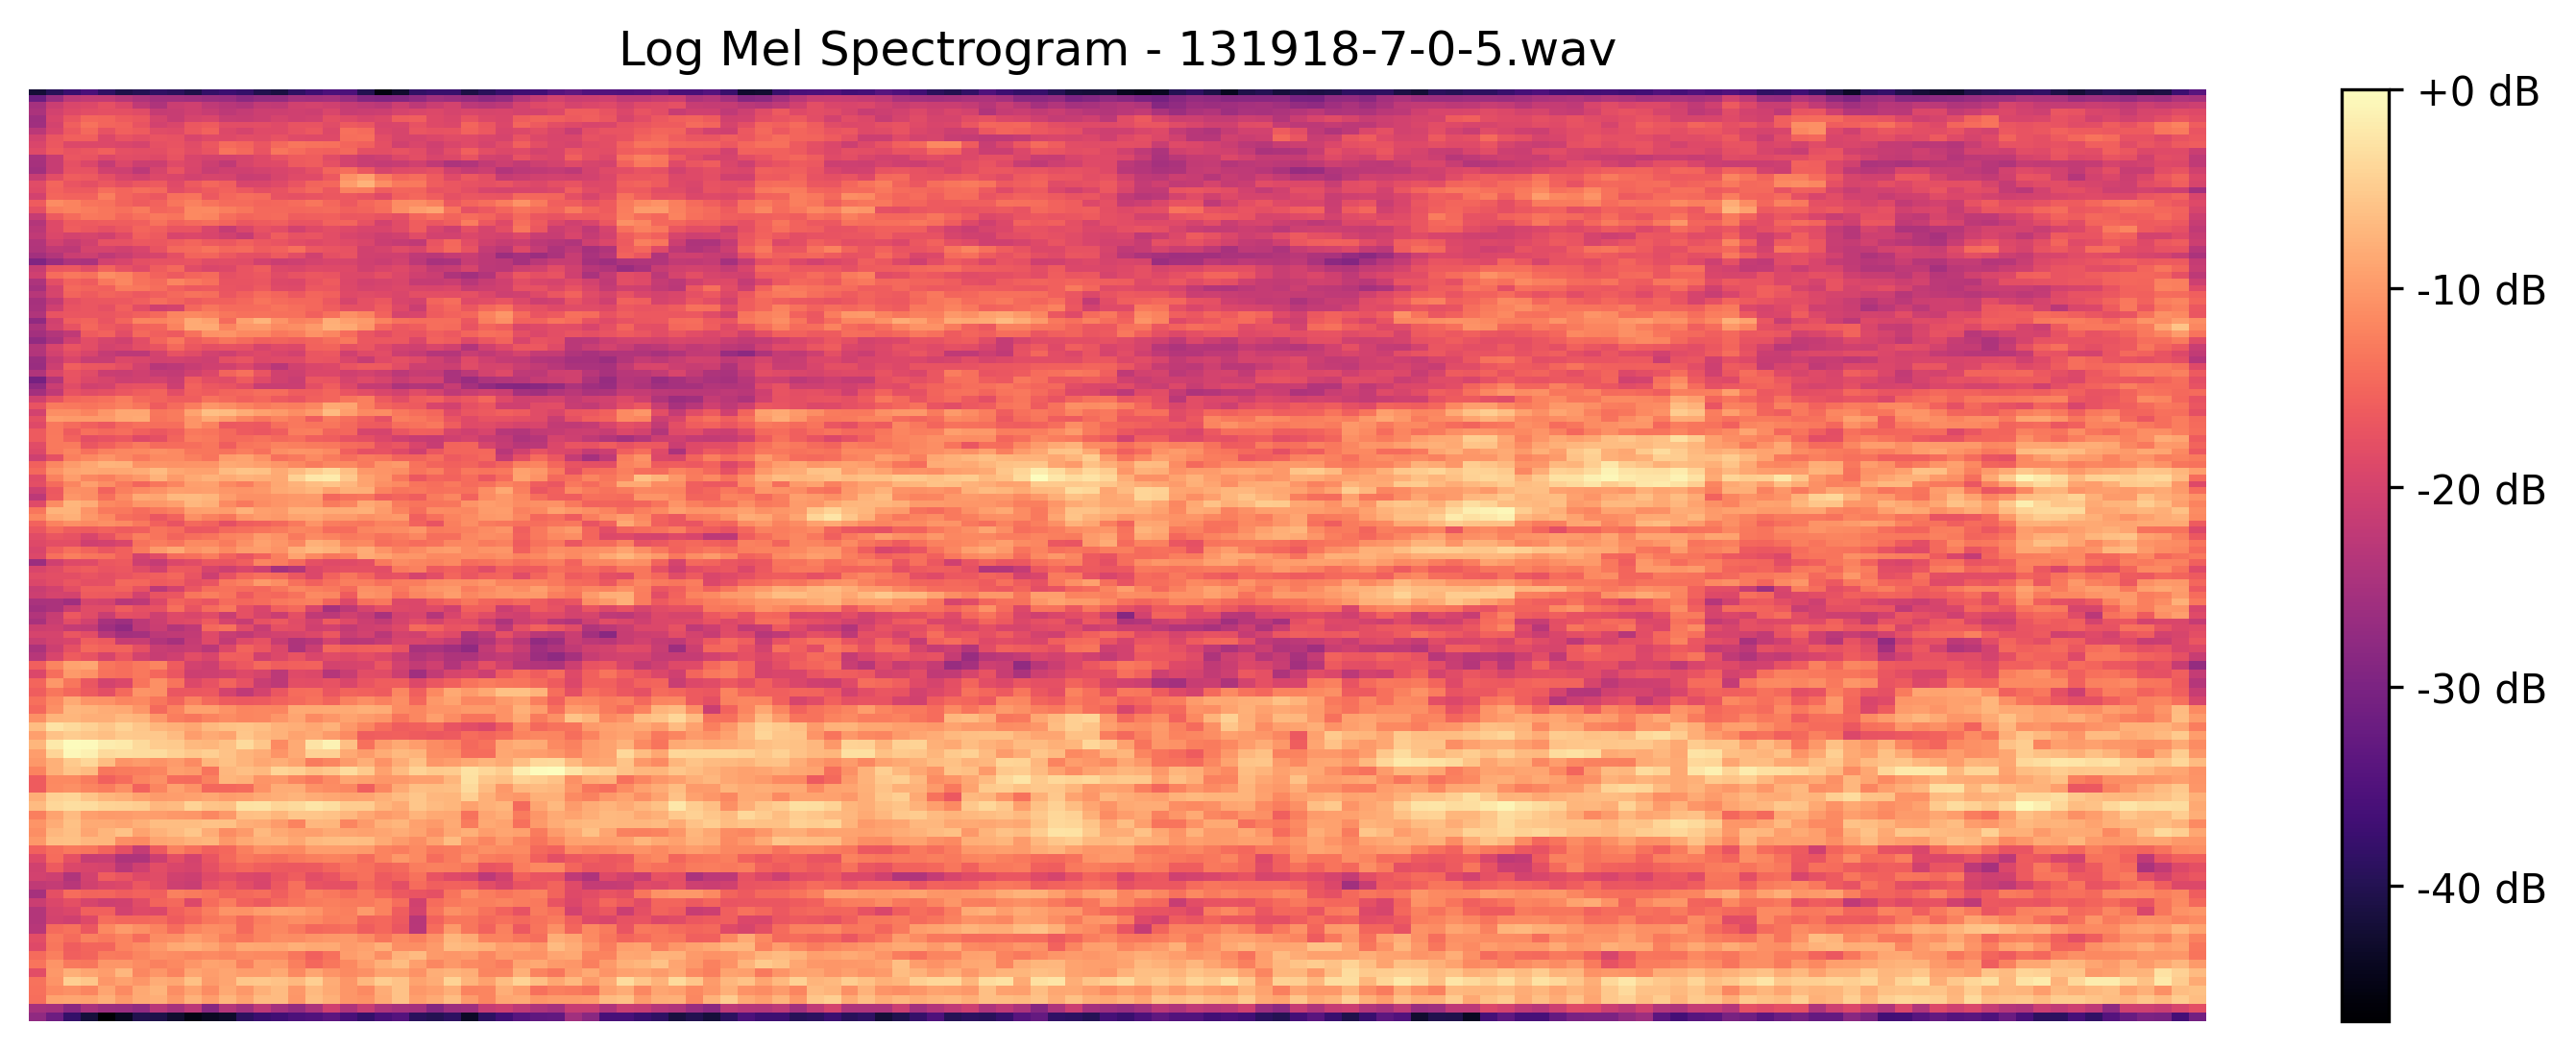 Log Mel Spectrogram - 131918-7-0-5.wav
+0 dB
-10 dB
-20 dB
-30 dB
-40 dB